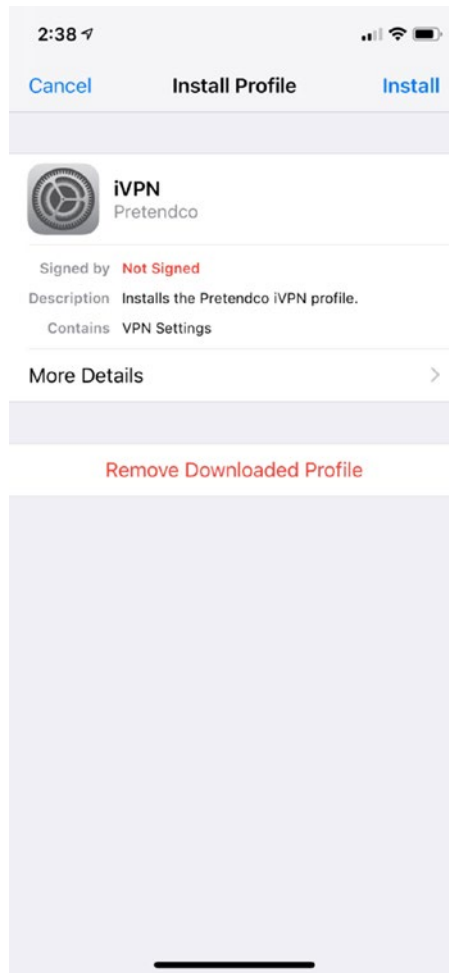 2:38
Cancel Install Profile Install
iVPN
Pretendco
Signed by Not Signed
Description Installs the Pretendco iVPN profile.
Contains VPN Settings
More Details
Remove Downloaded Profile